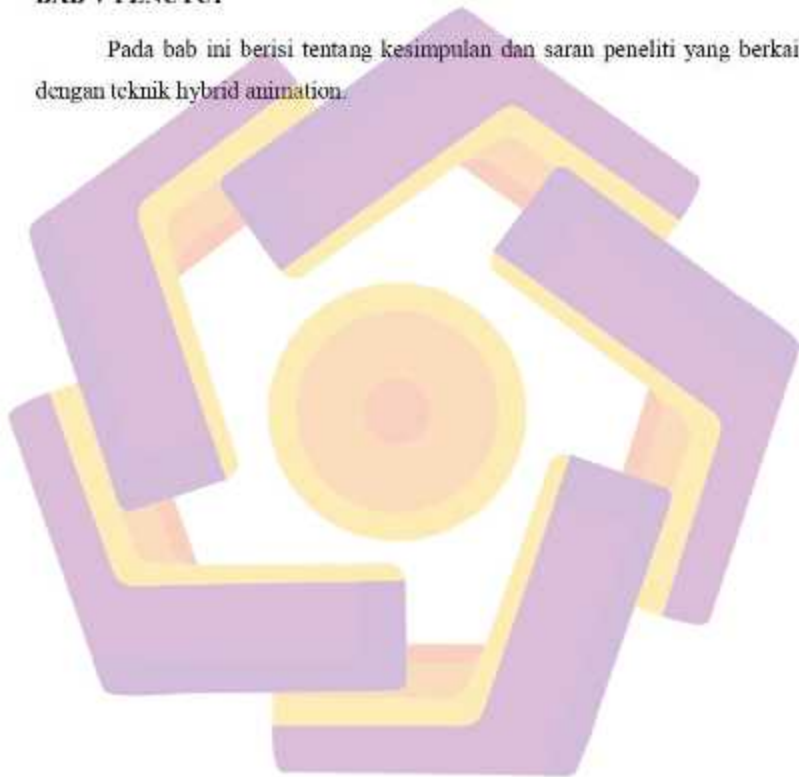 Pada bab ini berisi tentang kesimpulan dan saran peneliti yang berkai
dengan teknik hybrid animation.